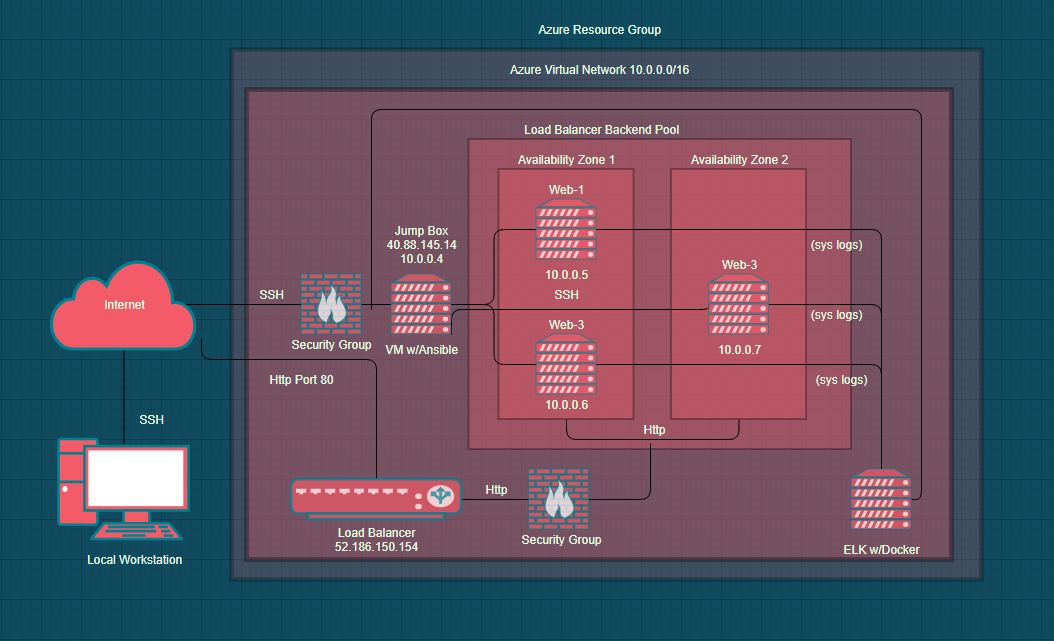 Azure Resource Group
Azure Virtual Network 10.0.0.0/16
Load Balancer Backend Pool
Availability Zone 1
Availability Zone 2
Web-1
10.0.0.5
SSH
Web-3
10.0.0.6
Web-3
10.0.0.7
(sys logs)
(sys logs)
(sys logs)
Http
Jump Box
40.88.145.14
10.0.0.4
VM w/Ansible
Internet
SSH
Security Group
Http Port 80
SSH
Local Workstation
Load Balancer
52.186.150.154
Http
Security Group
ELK w/Docker